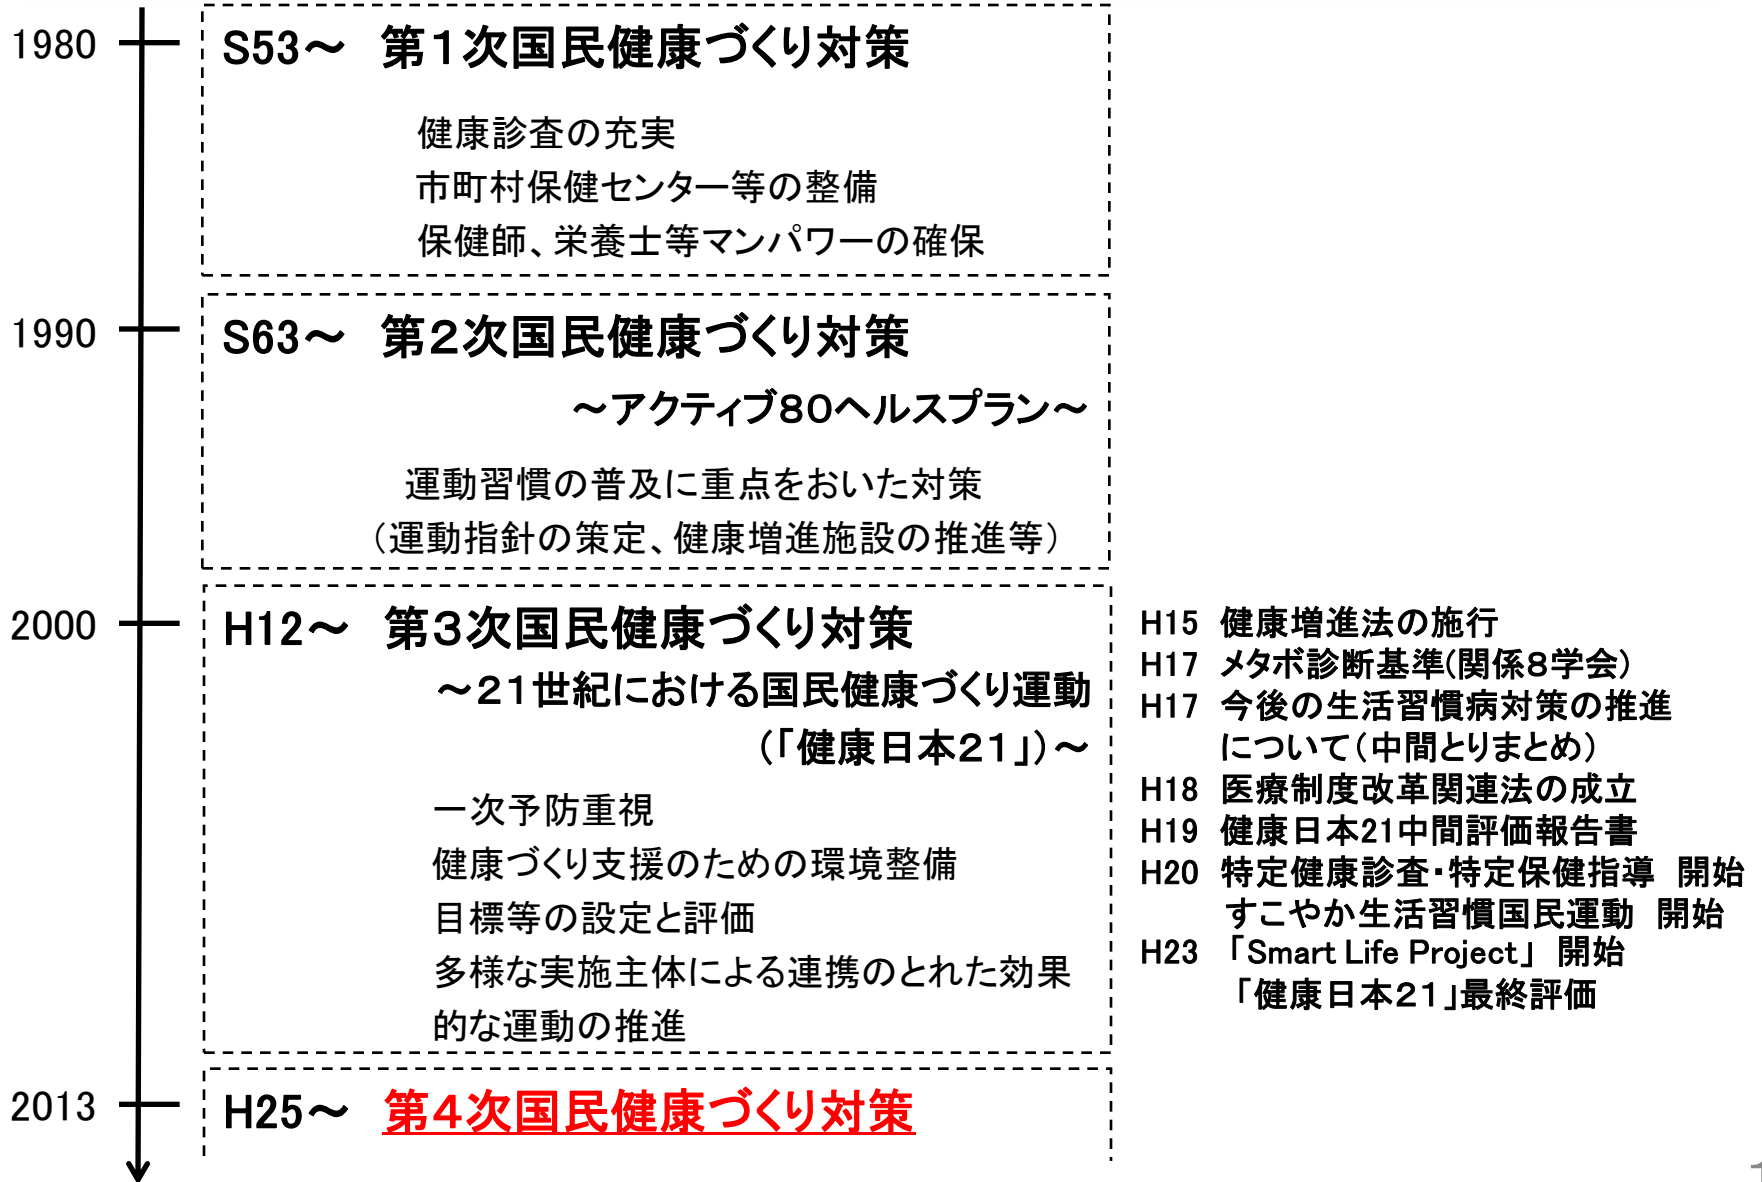 1980
S53～ 第１次国民健康づくり対策
健康診査の充実
市町村保健センター等の整備
保健師、栄養士等マンパワーの確保
1990
S63～ 第２次国民健康づくり対策
～アクティブ８０ヘルスプラン～
運動習慣の普及に重点をおいた対策
（運動指針の策定、健康増進施設の推進等）
2000
H12～ 第３次国民健康づくり対策
～２１世紀における国民健康づくり運動
（「健康日本２１」）～
一次予防重視
健康づくり支援のための環境整備
目標等の設定と評価
多様な実施主体による連携のとれた効果
的な運動の推進
H15 健康増進法の施行
H17 メタボ診断基準(関係８学会）
H17 今後の生活習慣病対策の推進
について（中間とりまとめ）
H18 医療制度改革関連法の成立
H19 健康日本21中間評価報告書
H20 特定健康診査・特定保健指導 開始
すこやか生活習慣国民運動 開始
H23 「Smart Life Project」 開始
「健康日本２１」最終評価
2013
H25～ 第４次国民健康づくり対策